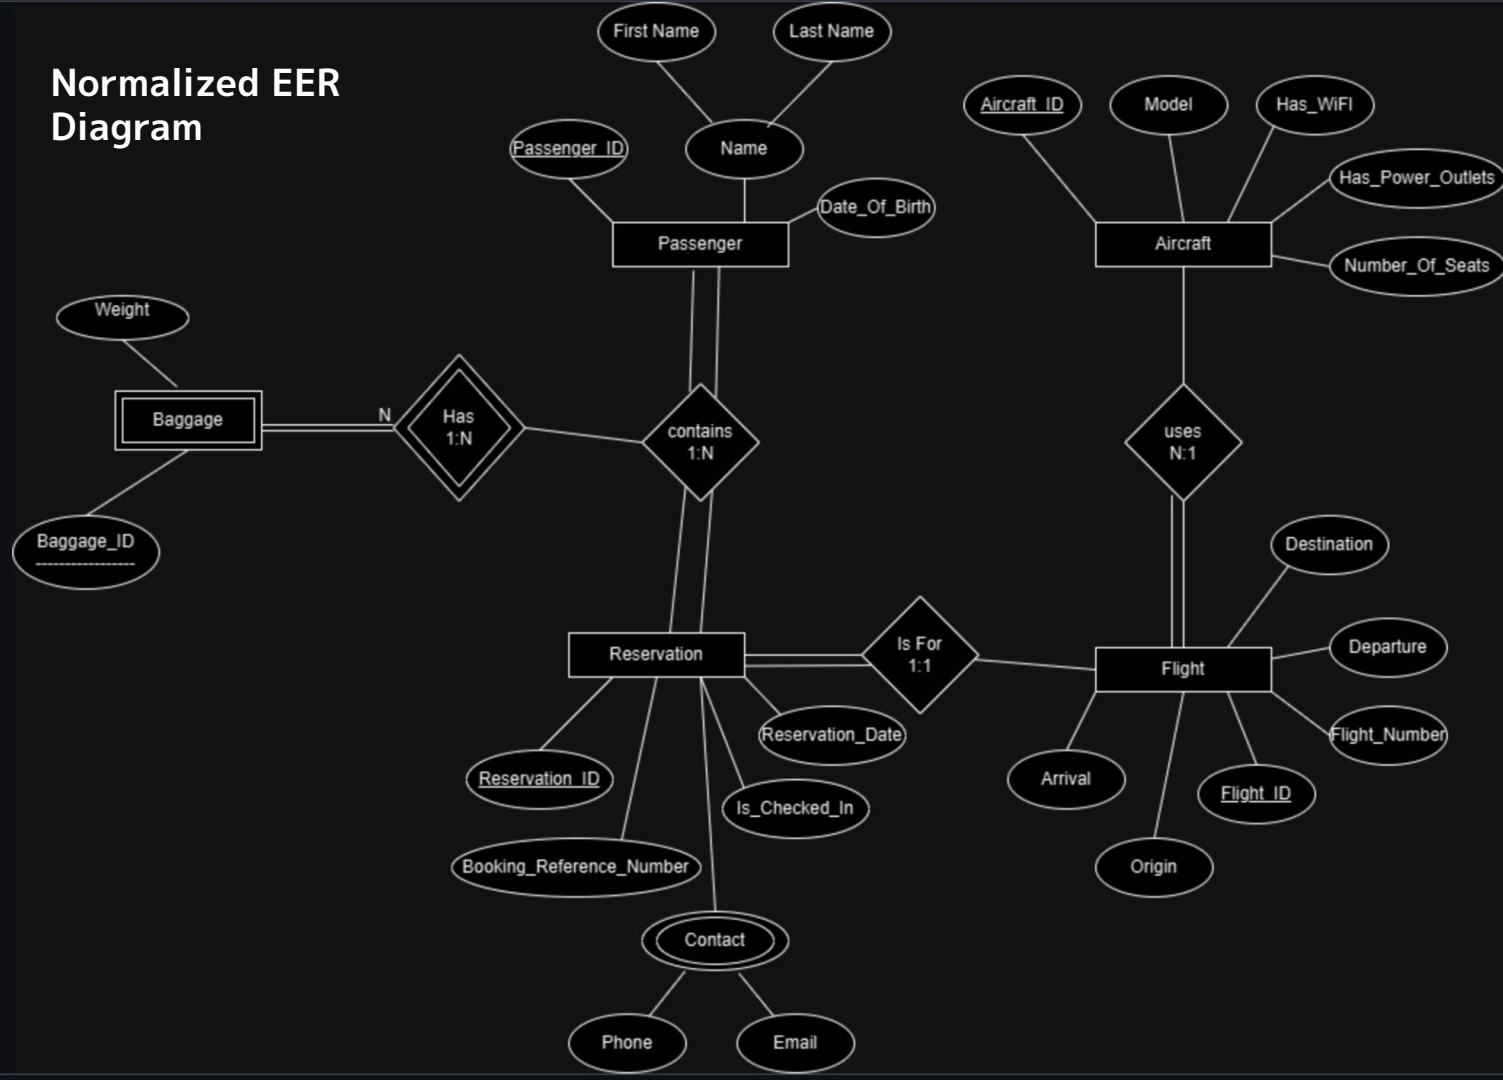 Normalized EER
Diagram
First Name
Last Name
Passenger_ID
Name
Date_Of_Birth
Passenger
Aircraft_ID
Model
Has_WiFI
Has_Power_Outlets
Aircraft
Number_Of_Seats
Weight
Baggage
N
Has
1:N
contains
1:N
uses
N:1
Baggage_ID
Destination
Reservation
Is For
1:1
Flight
Departure
Reservation_Date
Flight_Number
Reservation_ID
Is_Checked_In
Arrival
Flight_ID
Booking_Reference_Number
Origin
Contact
Phone
Email